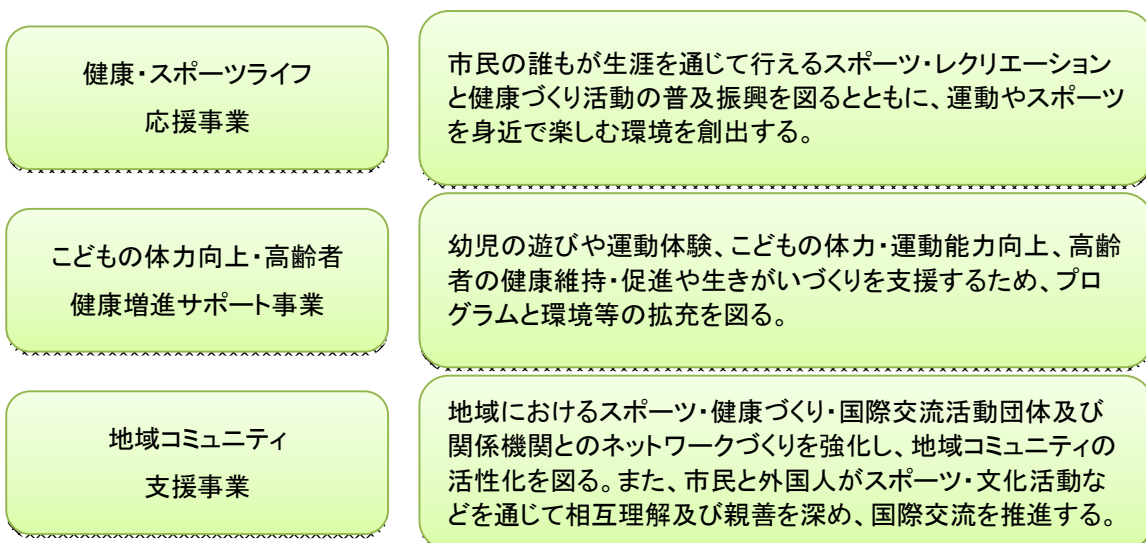 健康・スポーツライフ
応援事業
市民の誰もが生涯を通じて行えるスポーツ・レクリエーション
と健康づくり活動の普及振興を図るとともに、運動やスポーツ
を身近で楽しむ環境を創出する。
こどもの体力向上・高齢者
健康増進サポート事業
幼児の遊びや運動体験、こどもの体力・運動能力向上、高齢
者の健康維持・促進や生きがいづくりを支援するため、プロ
グラムと環境等の拡充を図る。
地域コミュニティ
支援事業
地域におけるスポーツ・健康づくり・国際交流活動団体及び
関係機関とのネットワークづくりを強化し、地域コミュニティの
活性化を図る。また、市民と外国人がスポーツ・文化活動な
どを通じて相互理解及び親善を深め、国際交流を推進する。